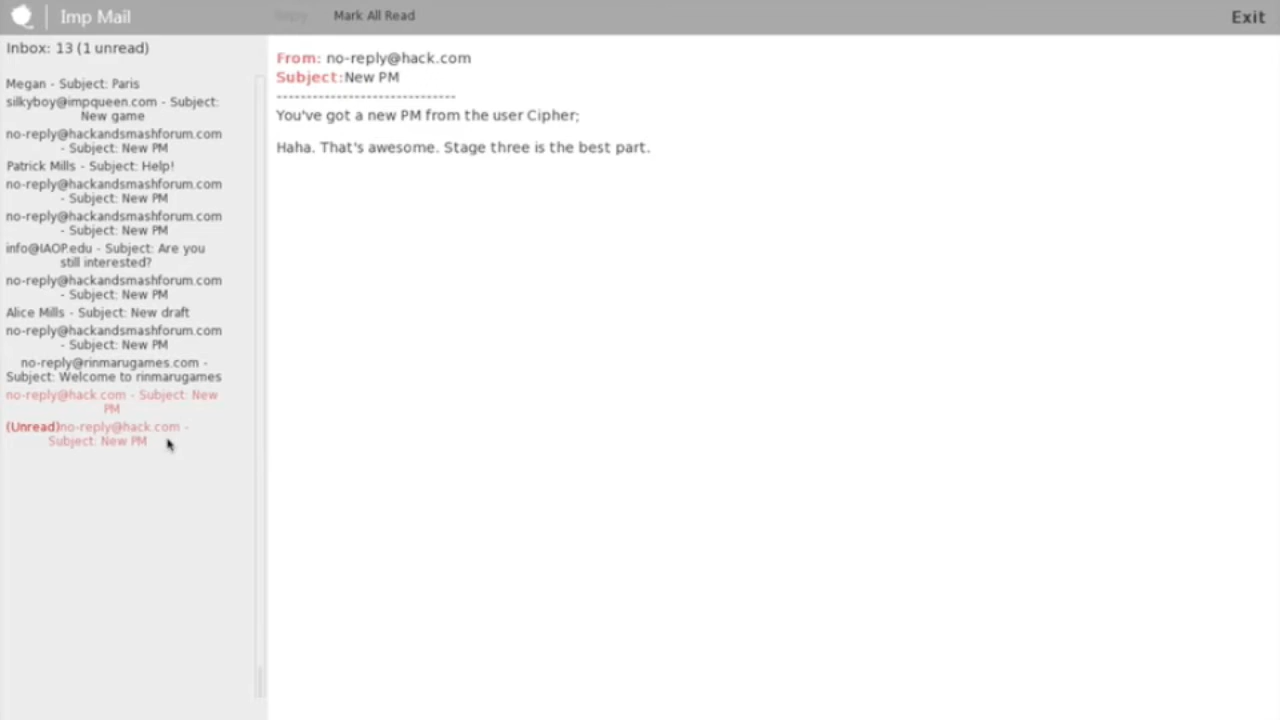 Imp Mail
Reply
Mark All Read
Exit
Inbox: 13 (1 unread)
Megan - Subject: Paris
silkyboy@impqueen.com - Subject:
New game
no-reply@hackandsmashforum.com
- Subject: New PM
Patrick Mills - Subject: Help!
no-reply@hackandsmashforum.com
- Subject: New PM
no-reply@hackandsmashforum.com
- Subject: New PM
info@IAOP.edu - Subject: Are you
still interested?
no-reply@hackandsmashforum.com
- Subject: New PM
Alice Mills - Subject: New draft
no-reply@hackandsmashforum.com
- Subject: New PM
no-reply@rinmarugames.com -
Subject: Welcome to rinmarugames
no-reply@hack.com - Subject: New
PM
(Unread)no-reply@hack.com -
Subject: New PM
From: no-reply@hack.com
Subject:New PM
------------------------------
You've got a new PM from the user Cipher;
Haha. That's awesome. Stage three is the best part.